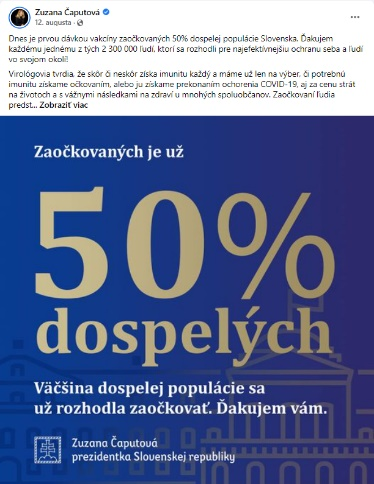 Zuzana Čaputová
12. augusta ·
Dnes je prvou dávkou vakcíny zaočkovaných 50% dospelej populácie Slovenska. Ďakujem
každému jednému z tých 2 300 000 ľudí, ktorí sa rozhodli pre najefektívnejšiu ochranu seba a ľudí
vo svojom okolí!
Virológovia tvrdia, že skôr či neskôr získa imunitu každý a máme už len na výber, či potrebnú
imunitu získame očkovaním, alebo ju získame prekonaním ochorenia COVID-19, aj za cenu strát
na životoch a s vážnymi následkami na zdraví u mnohých spoluobčanov. Zaočkovaní ľudia
predst... Zobraziť viac
Zaočkovaných je už
50%
dospelých
Väčšina dospelej populácie sa
už rozhodla zaočkovať. Ďakujem vám.
Zuzana Čaputová
prezidentka Slovenskej republiky